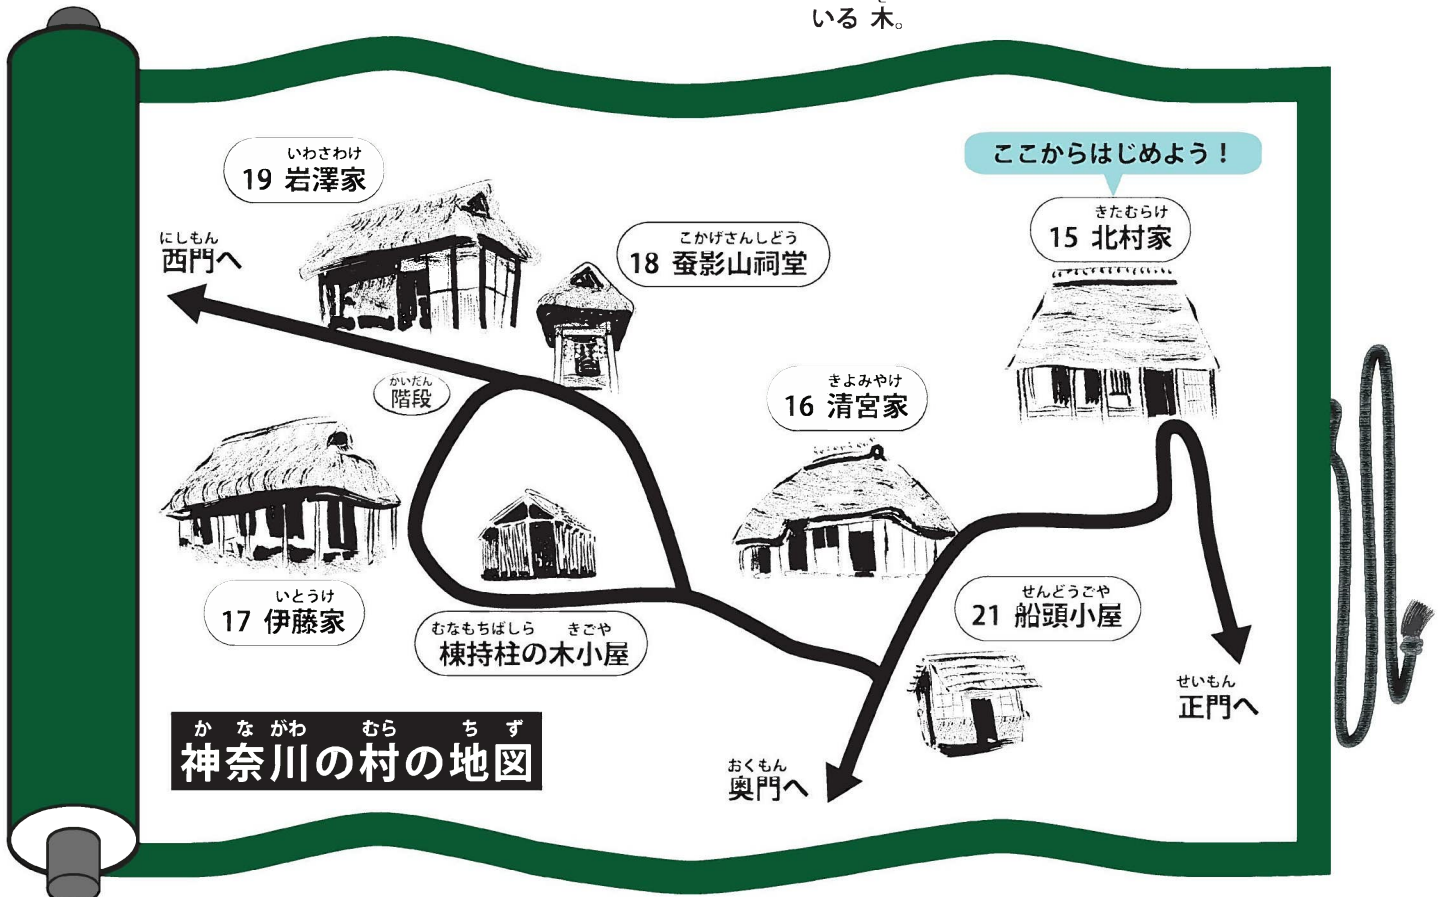 いる 木。
ここからはじめよう！
きたむらけ
15 北村家
いわさわけ
19 岩澤家
にしもん
西門へ
こかげさんしどう
18 蚕影山祠堂
かいだん
階段
きよみやけ
16 清宮家
いとうけ
17 伊藤家
むなもちばしら きごや
棟持柱の木小屋
せんどうごや
21 船頭小屋
せいもん
正門へ
おくもん
奥門へ
か な がわ むら ち ず
神奈川の村の地図